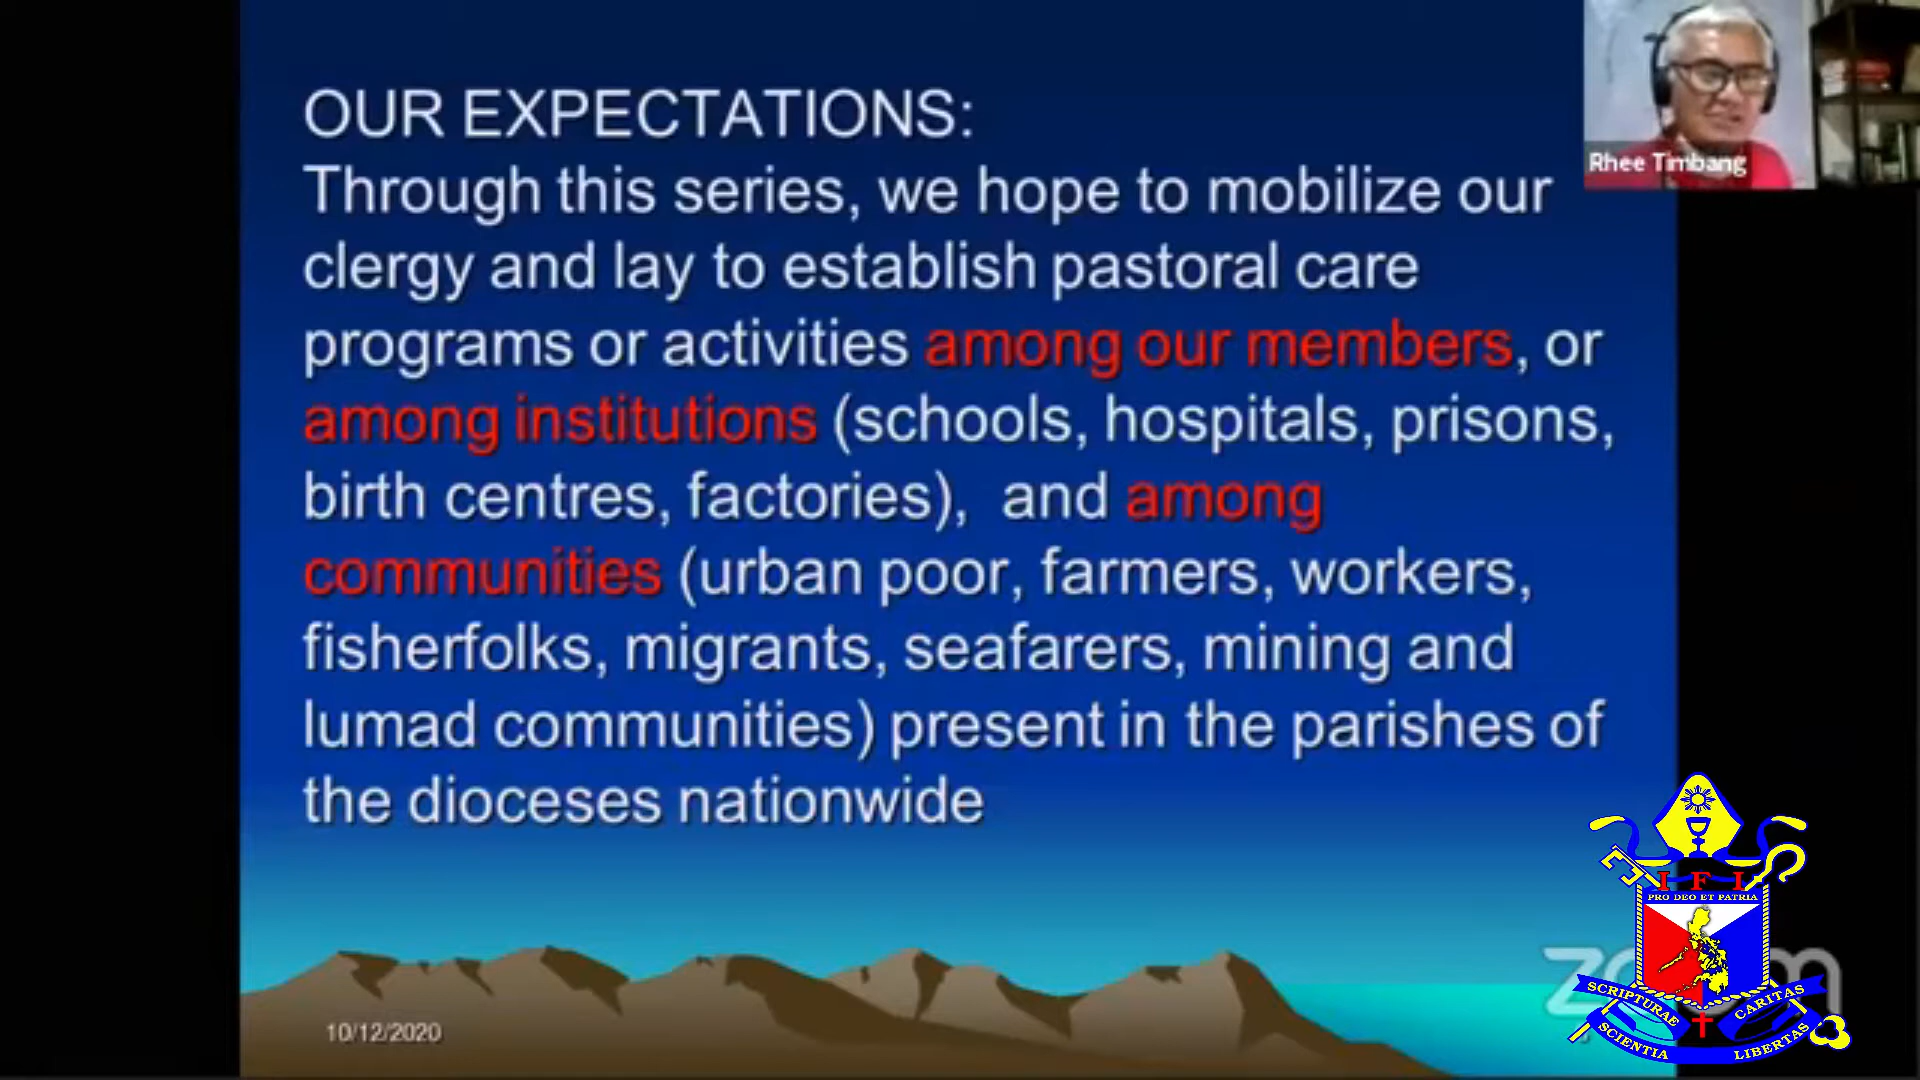 OUR EXPECTATIONS:
Through this series, we hope to mobilize our
clergy and lay to establish pastoral care
programs or activities among our members, or
among institutions (schools, hospitals, prisons,
birth centres, factories),  and among
communities (urban poor, farmers, workers,
fisherfolks, migrants, seafarers, mining and
lumad communities) present in the parishes of
the dioceses nationwide
10/12/2020
Rhee Timbang
zoom
I F I
PRO DEO ET PATRIA
SCRIPTURAE
CARITAS
SCIENTIA
LIBERTAS